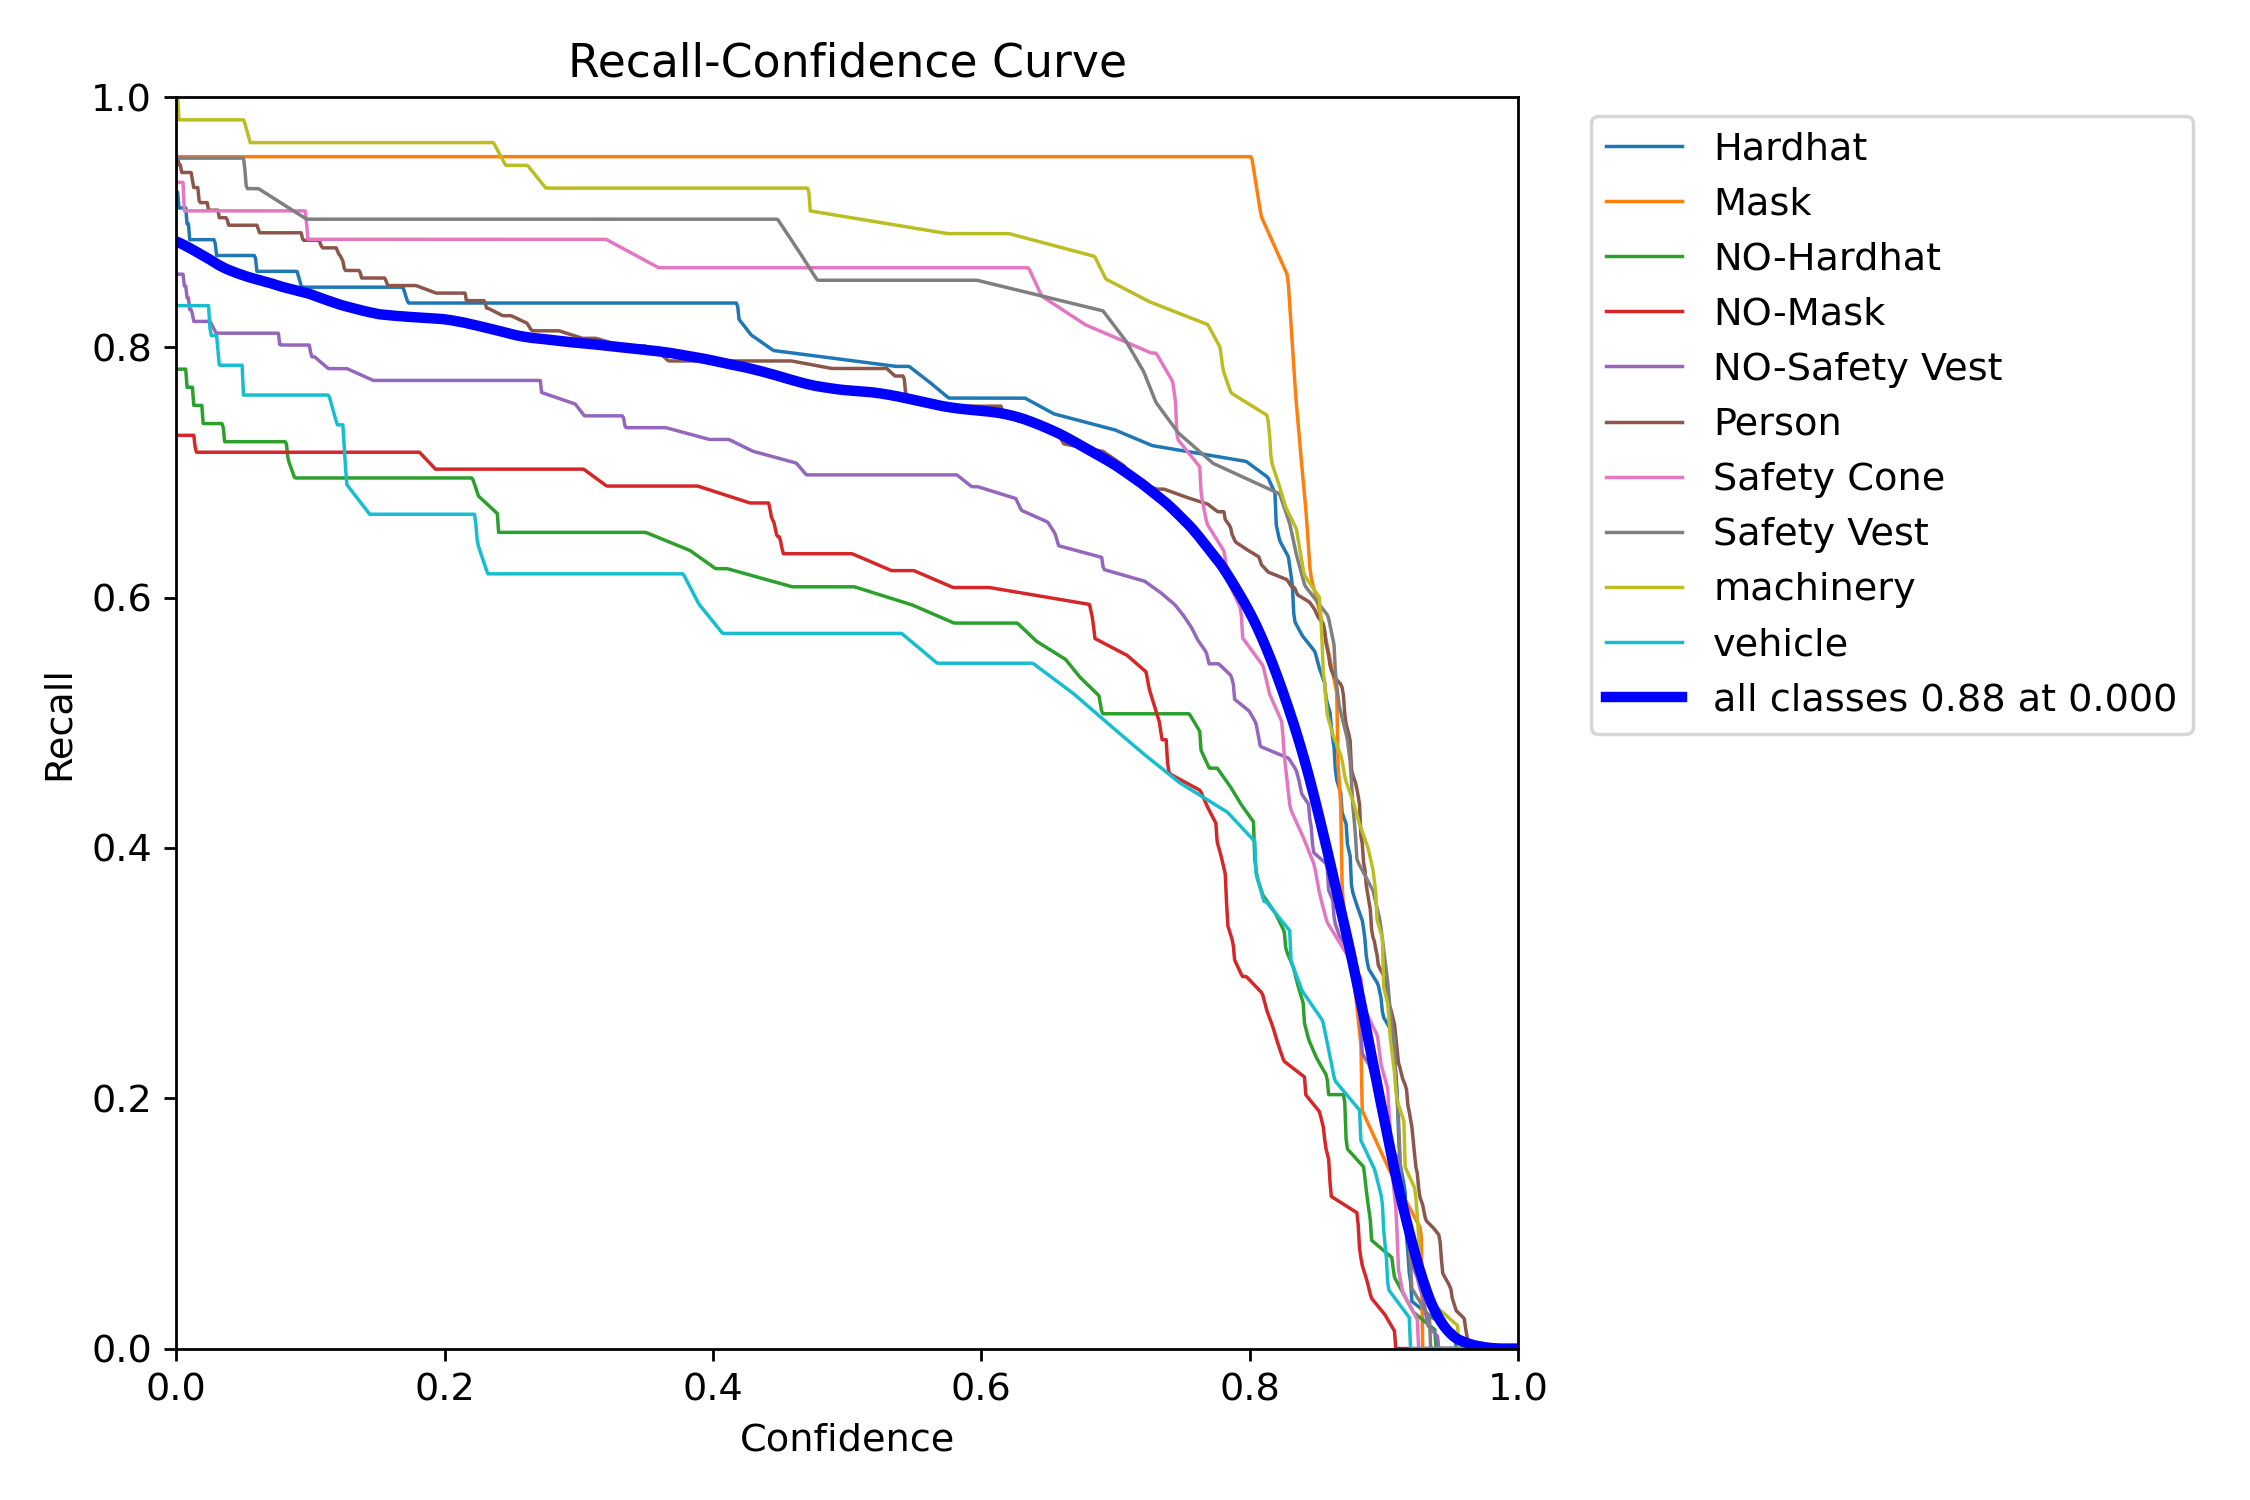 Recall-Confidence Curve
1.0
0.8
0.6
0.4
0.2
0.0
Recall
0.0 0.2 0.4 0.6 0.8 1.0
Confidence
Hardhat
Mask
NO-Hardhat
NO-Mask
NO-Safety Vest
Person
Safety Cone
Safety Vest
machinery
vehicle
all classes 0.88 at 0.000